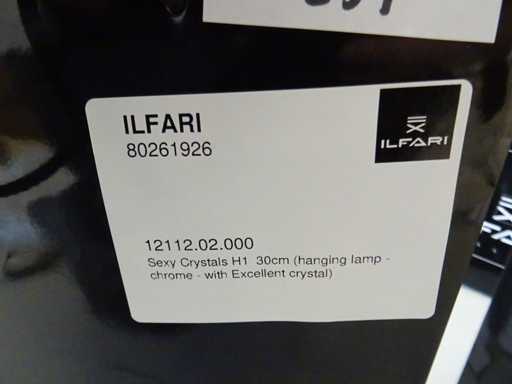 ILFARI
80261926
ILFARI
12112.02.000
Sexy Crystals H1 30cm (hanging lamp -
chrome - with Excellent crystal)